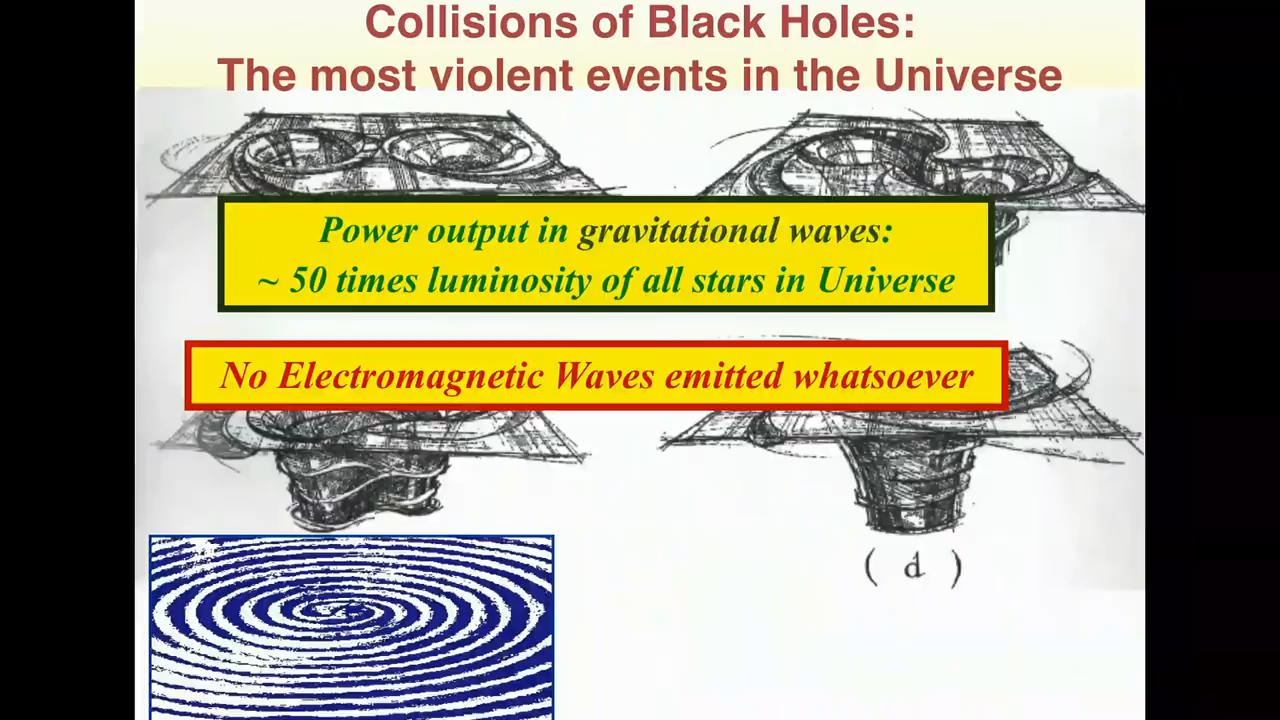 Collisions of Black Holes:
The most violent events in the Universe
Power output in gravitational waves:
~ 50 times luminosity of all stars in Universe
No Electromagnetic Waves emitted whatsoever
( d )